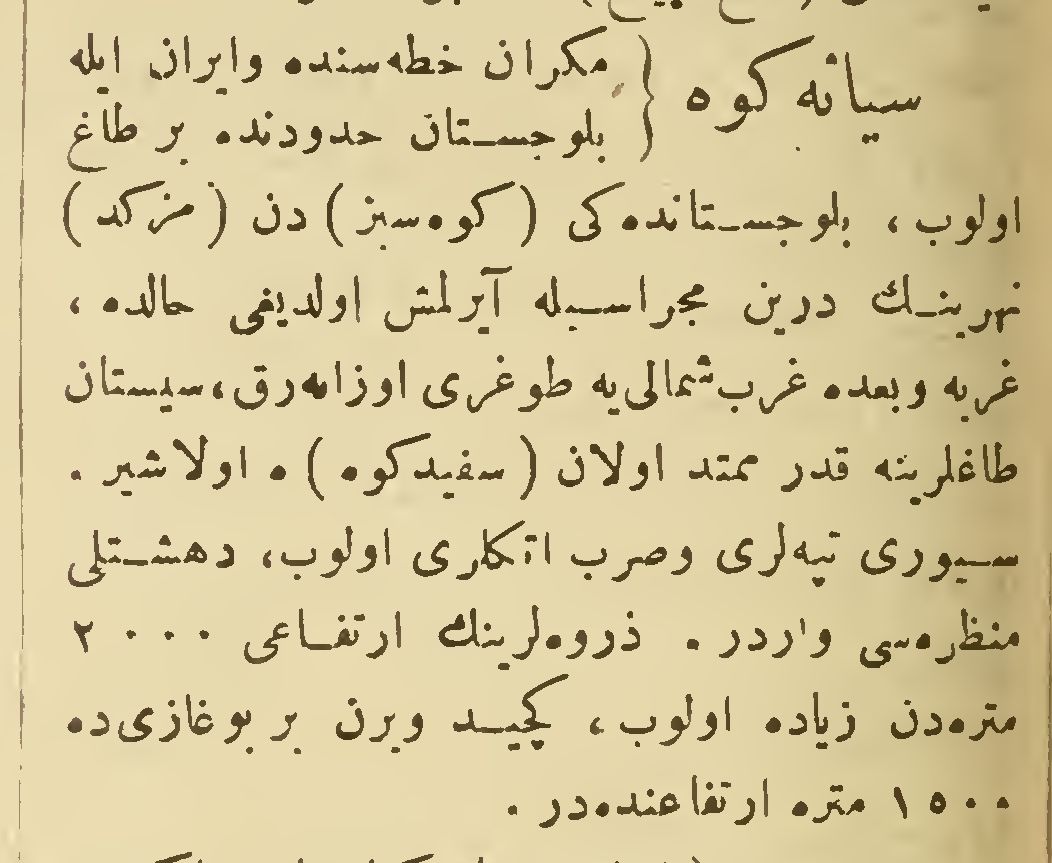 سیانه کوه { مکران خطه‌سنده وایران ایله
بلوجستان حدودنده بر طاغ
اولوب ، بلوجستانده‌کی ( کوه‌سبز ) دن ( مزکد )
نهرینك درین مجراسیله آیرلمش اولدیغی حالده ،
غربه وبعده غرب‌شمالی‌یه طوغری اوزانه‌رق، سیستان
طاغلرینه قدر ممتد اولان ( سفیدکوه ) ه اولاشیر .
سیوری تپه‌لری وصرب اتکلری اولوب، دهشتلی
منظره‌سی واردر . ذروه‌لرینك ارتفاعی ۲۰۰۰
متره‌دن زیاده اولوب ، کچید ویرن بر بوغازی‌ده
۱۵۰۰ متره ارتفاعنده‌در .